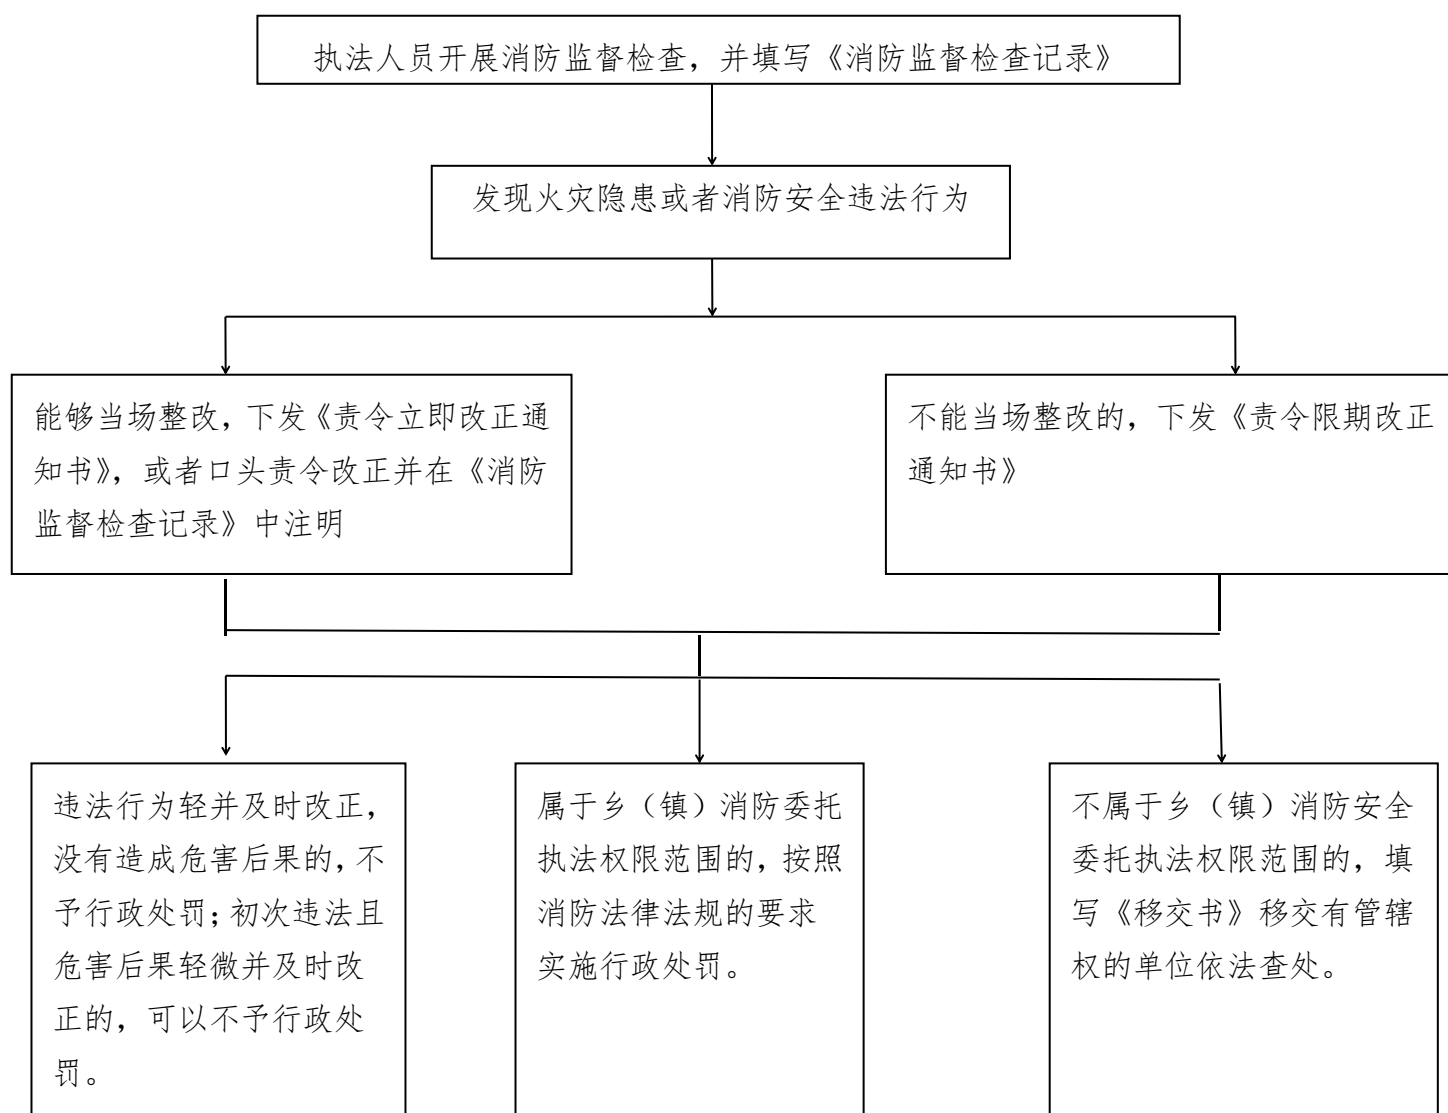 执法人员开展消防监督检查，并填写《消防监督检查记录》
发现火灾隐患或者消防安全违法行为
能够当场整改，下发《责令立即改正通
知书》，或者口头责令改正并在《消防
监督检查记录》中注明
不能当场整改的，下发《责令限期改正
通知书》
违法行为轻并及时改正，
没有造成危害后果的，不
予行政处罚；初次违法且
危害后果轻微并及时改
正的，可以不予行政处
罚。
属于乡（镇）消防委托
执法权限范围的，按照
消防法律法规的要求
实施行政处罚。
不属于乡（镇）消防安全
委托执法权限范围的，填
写《移交书》移交有管辖
权的单位依法查处。